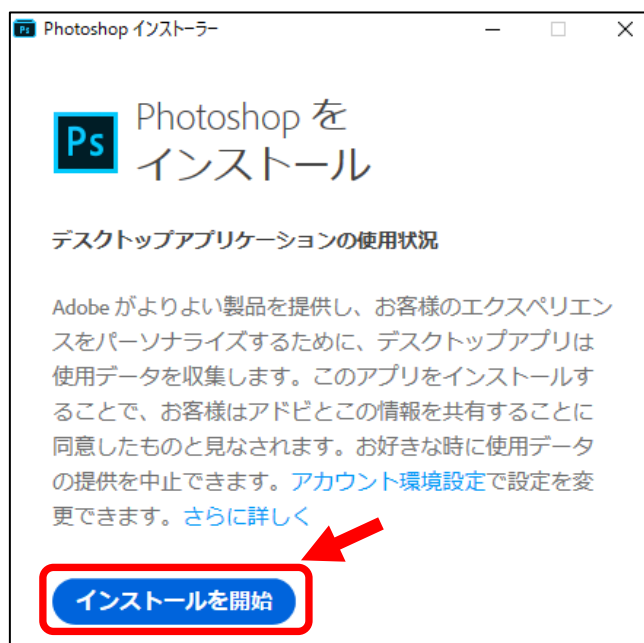 Photoshop インストーラー
Ps
Photoshop を
インストール
デスクトップアプリケーションの使用状況
Adobe がよりよい製品を提供し、お客様のエクスペリエン
スをパーソナライズするために、デスクトップアプリは
使用データを収集します。このアプリをインストールす
ることで、お客様はアドビとこの情報を共有することに
同意したものと見なされます。お好きな時に使用データ
の提供を中止できます。アカウント環境設定で設定を変
更できます。さらに詳しく
インストールを開始